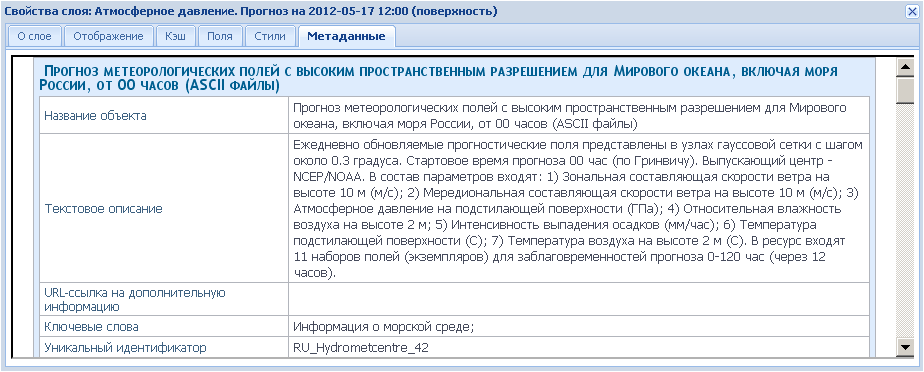 Свойства слоя: Атмосферное давление. Прогноз на 2012-05-17 12:00 (поверхность)
О слое Отображение Кэш Поля Стили Метаданные
Прогноз метеорологических полей с высоким пространственным разрешением для Мирового океана, включая моря
России, от 00 часов (ASCII файлы)
Название объекта
Прогноз метеорологических полей с высоким пространственным разрешением для Мирового
океана, включая моря России, от 00 часов (ASCII файлы)
Текстовое описание
Ежедневно обновляемые прогностические поля представлены в узлах гауссовой сетки с шагом
около 0.3 градуса. Стартовое время прогноза 00 час (по Гринвичу). Выпускающий центр -
NCEP/NOAA. В состав параметров входят: 1) Зональная составляющая скорости ветра на
высоте 10 м (м/с); 2) Мередиональная составляющая скорости ветра на высоте 10 м (м/с); 3)
Атмосферное давление на подстилающей поверхности (ГПа); 4) Относительная влажность
воздуха на высоте 2 м; 5) Интенсивность выпадения осадков (мм/час); 6) Температура
подстилающей поверхности (С); 7) Температура воздуха на высоте 2 м (С). В ресурс входят
11 наборов полей (экземпляров) для заблаговременностей прогноза 0-120 час (через 12
часов).
URL-ссылка на дополнительную
информацию
Ключевые слова
Информация о морской среде;
Уникальный идентификатор
RU_Hydrometcentre_42